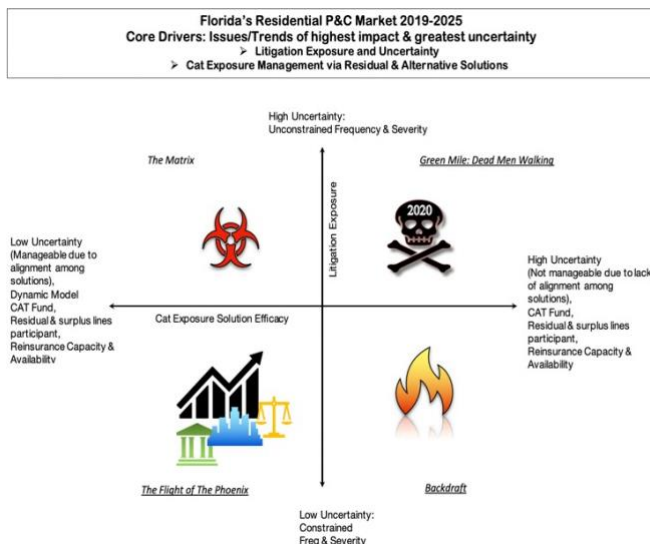 Florida's Residential P&C Market 2019-2025
Core Drivers: Issues/Trends of highest impact & greatest uncertainty
➢ Litigation Exposure and Uncertainty
➢ Cat Exposure Management via Residual & Alternative Solutions
High Uncertainty:
Unconstrained Frequency & Severity
The Matrix
Green Mile: Dead Men Walking
2020
Litigation Exposure
Low Uncertainty
(Manageable due to
alignment among
solutions),
Dynamic Model
CAT Fund,
Residual & surplus lines
participant,
Reinsurance Capacity &
Availability
High Uncertainty
(Not manageable due to lack
of alignment among
solutions),
CAT Fund,
Residual & surplus lines
participant,
Reinsurance Capacity &
Availability
Cat Exposure Solution Efficacy
The Flight of The Phoenix
Backdraft
Low Uncertainty:
Constrained
Freq & Severity